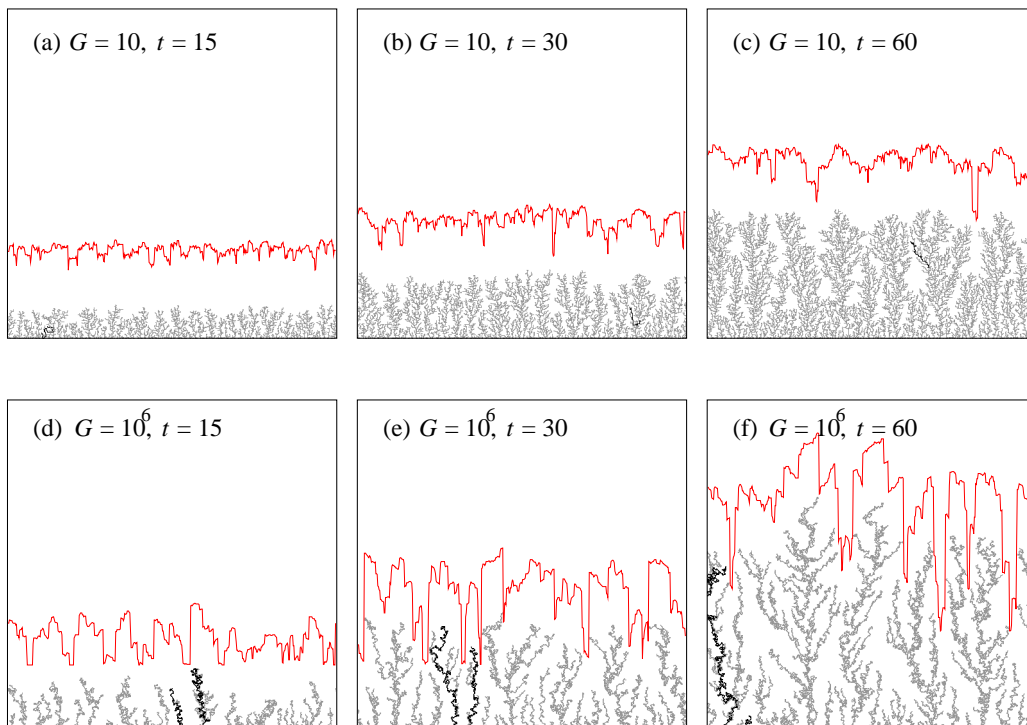 (a) G = 10, t = 15
(b) G = 10, t = 30
(c) G = 10, t = 60
(d) G = 10⁶, t = 15
(e) G = 10⁶, t = 30
(f) G = 10⁶, t = 60